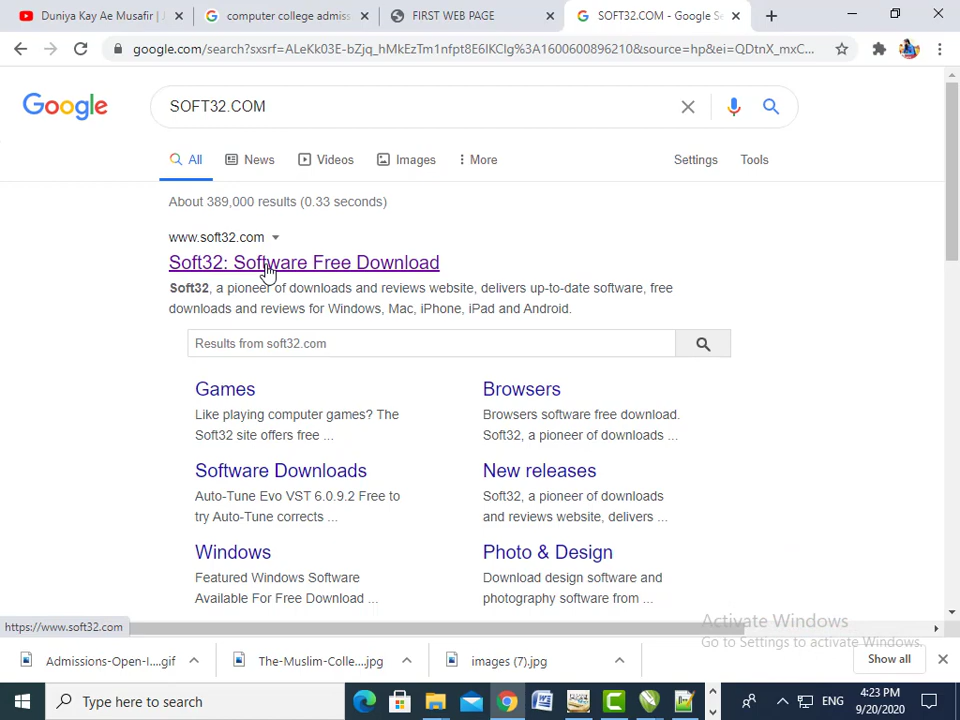 Duniya Kay Ae Musafir |
computer college admiss
FIRST WEB PAGE
SOFT32.COM - Google Se
google.com/search?sxsrf=ALeKk03E-bZjq_hMkEzTm1nfpt8E6lKClg%3A1600600896210&source=hp&ei=QDtnX_mxC...
Google
SOFT32.COM
All
News
Videos
Images
More
Settings
Tools
About 389,000 results (0.33 seconds)
www.soft32.com
Soft32: Software Free Download
Soft32, a pioneer of downloads and reviews website, delivers up-to-date software, free
downloads and reviews for Windows, Mac, iPhone, iPad and Android.
Results from soft32.com
Games
Like playing computer games? The
Soft32 site offers free ...
Browsers
Browsers software free download.
Soft32, a pioneer of downloads ...
Software Downloads
Auto-Tune Evo VST 6.0.9.2 Free to
try Auto-Tune corrects ...
New releases
Soft32, a pioneer of downloads
and reviews website, delivers ...
Windows
Featured Windows Software
Available For Free Download ...
Photo & Design
Download design software and
photography software from ...
https://www.soft32.com
Activate Windows
Go to Settings to activate Windows.
Admissions-Open-I....gif
The-Muslim-Colle....jpg
images (7).jpg
Show all
Type here to search
ENG
4:23 PM
9/20/2020